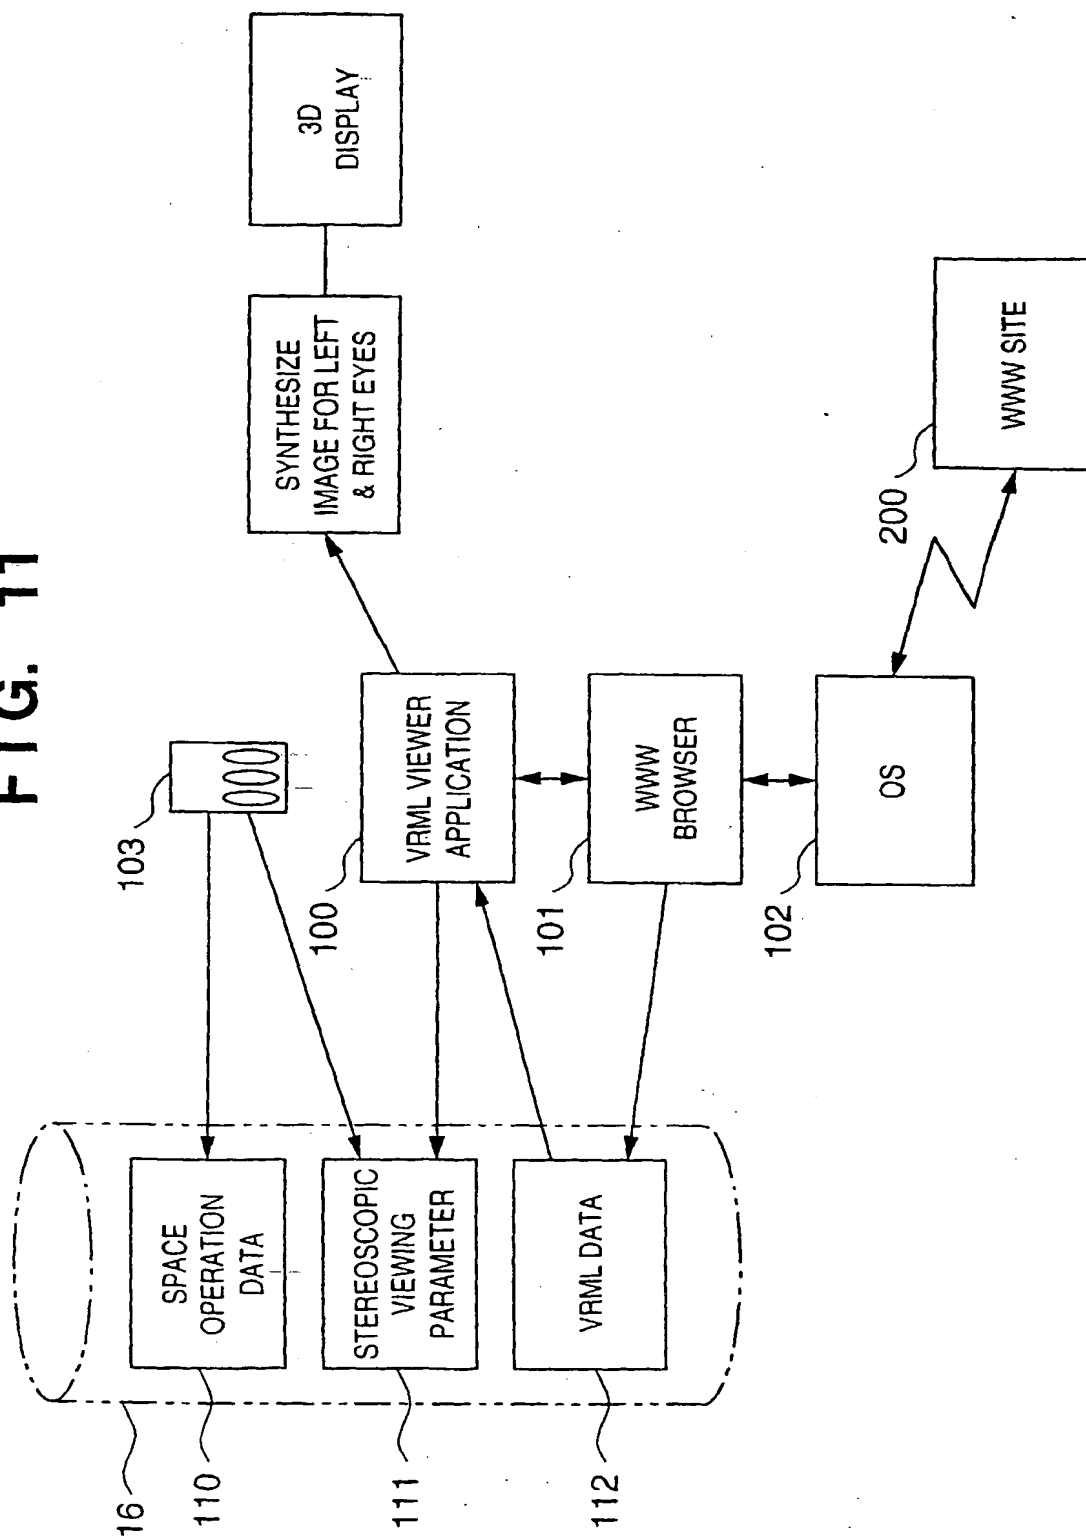 FIG. 11
16
110
SPACE
OPERATION
DATA
111
STEREOSCOPIC
VIEWING
PARAMETER
112
VRML DATA
103
100
VRML VIEWER
APPLICATION
101
WWW
BROWSER
102
OS
SYNTHESIZE
IMAGE FOR LEFT
& RIGHT EYES
3D
DISPLAY
200
WWW SITE